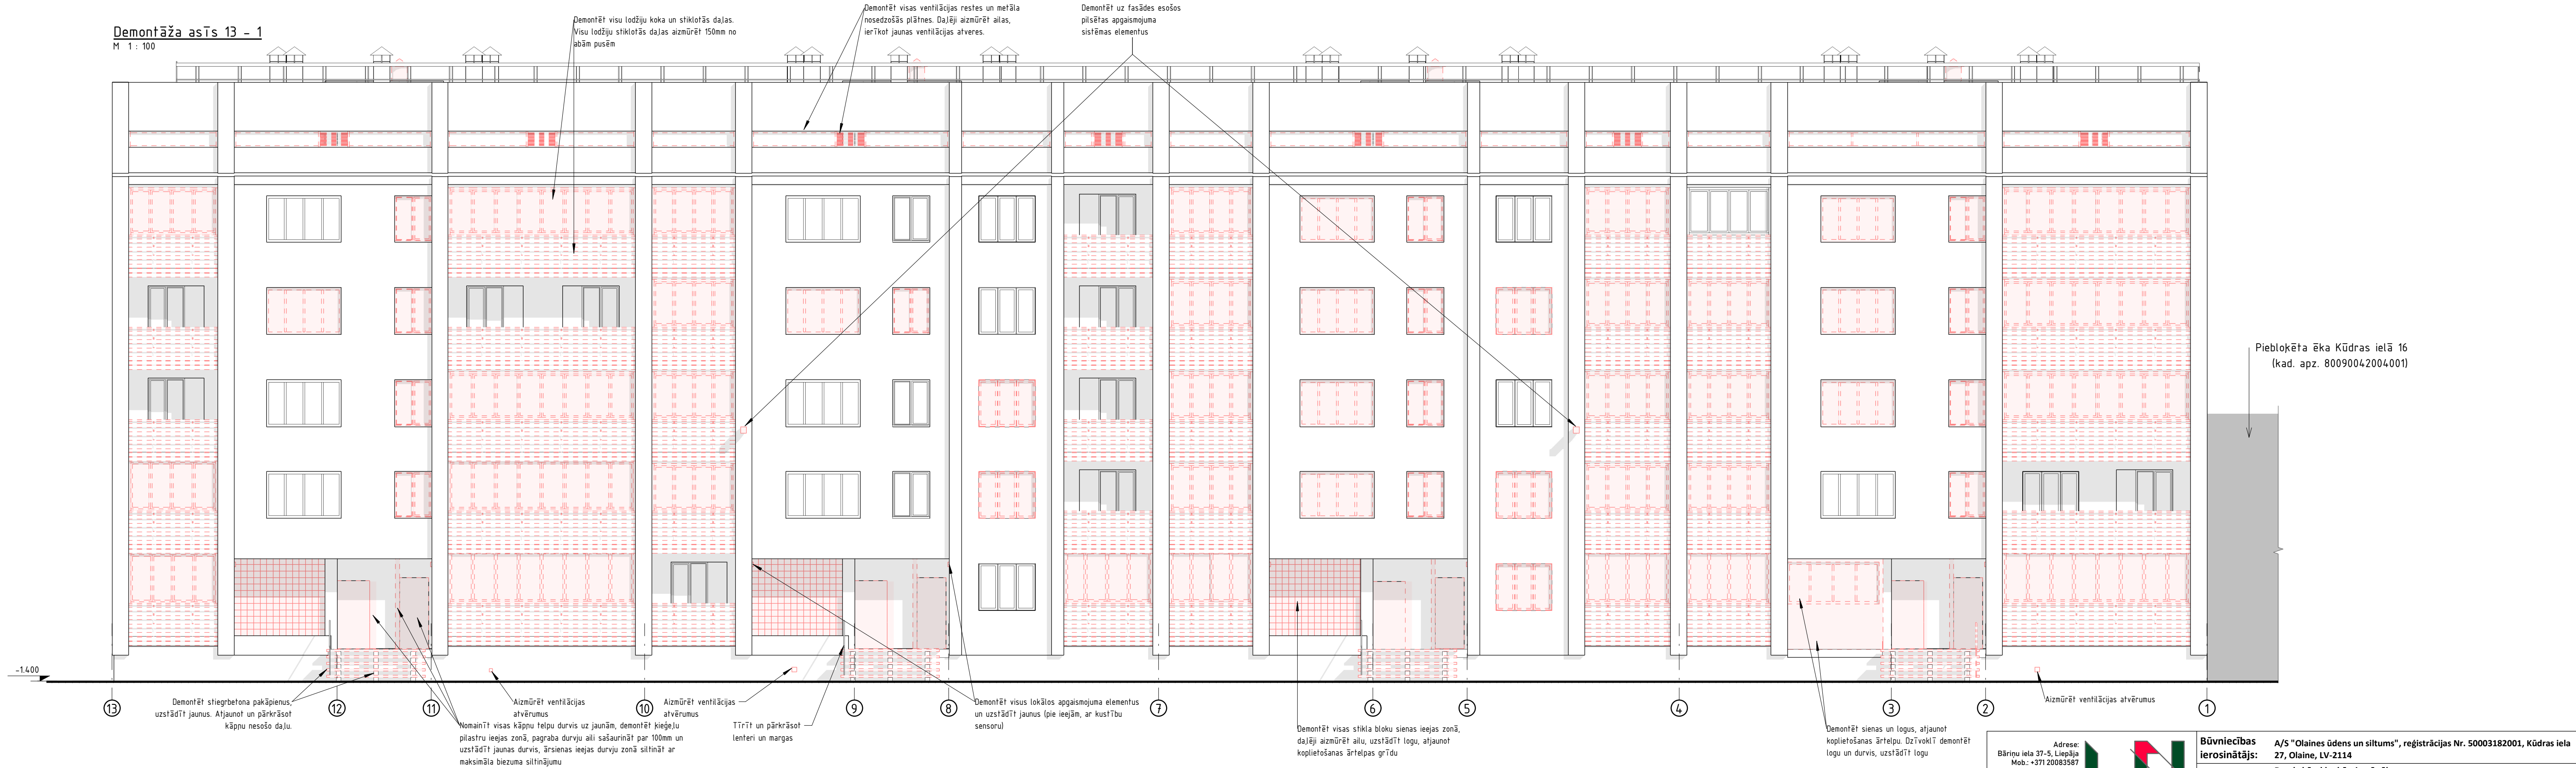 Demontāža asīs 13 - 1
M 1 : 100
Demontēt visu lodžiju koka un stiklotās daļas.
Visu lodžiju stiklotās daļas aizmūrēt 150mm no
abām pusēm
Demontēt visas ventilācijas restes un metāla
nosedzošās plātnes. Daļēji aizmūrēt ailas,
ierīkot jaunas ventilācijas atveres.
Demontēt uz fasādes esošos
pilsētas apgaismojuma
sistēmas elementus
Piebloķēta ēka Kūdras ielā 16
(kad. apz. 80090042004001)
-1.400
13
12
11
10
9
8
7
6
5
4
3
2
1
Demontēt stiegrbetona pakāpienus,
uzstādīt jaunus. Atjaunot un pārkrāsot
kāpņu nesošo daļu.
Aizmūrēt ventilācijas
atvērumus
Nomainīt visas kāpņu telpu durvis uz jaunām, demontēt ķieģeļu
pilastru ieejas zonā, pagraba durvju aili sašaurināt par 100mm un
uzstādīt jaunas durvis, ārsienas ieejas durvju zonā siltināt ar
maksimāla biezuma siltinājumu
Aizmūrēt ventilācijas
atvērumus
Tīrīt un pārkrāsot
lenteri un margas
Demontēt visus lokālos apgaismojuma elementus
un uzstādīt jaunus (pie ieejām, ar kustību
sensoru)
Demontēt visas stikla bloku sienas ieejas zonā,
daļēji aizmūrēt ailu, uzstādīt logu, atjaunot
koplietošanas ārtelpas grīdu
Demontēt sienas un logus, atjaunot
koplietošanas ārtelpu. Dzīvoklī demontēt
logu un durvis, uzstādīt logu
Aizmūrēt ventilācijas atvērumus
Adrese:
Bāriņu iela 37-5, Liepāja
Mob.: +371 20083587
Būvniecības
ierosinātājs:
A/S "Olaines ūdens un siltums", reģistrācijas Nr. 50003182001, Kūdras iela
27, Olaine, LV-2114